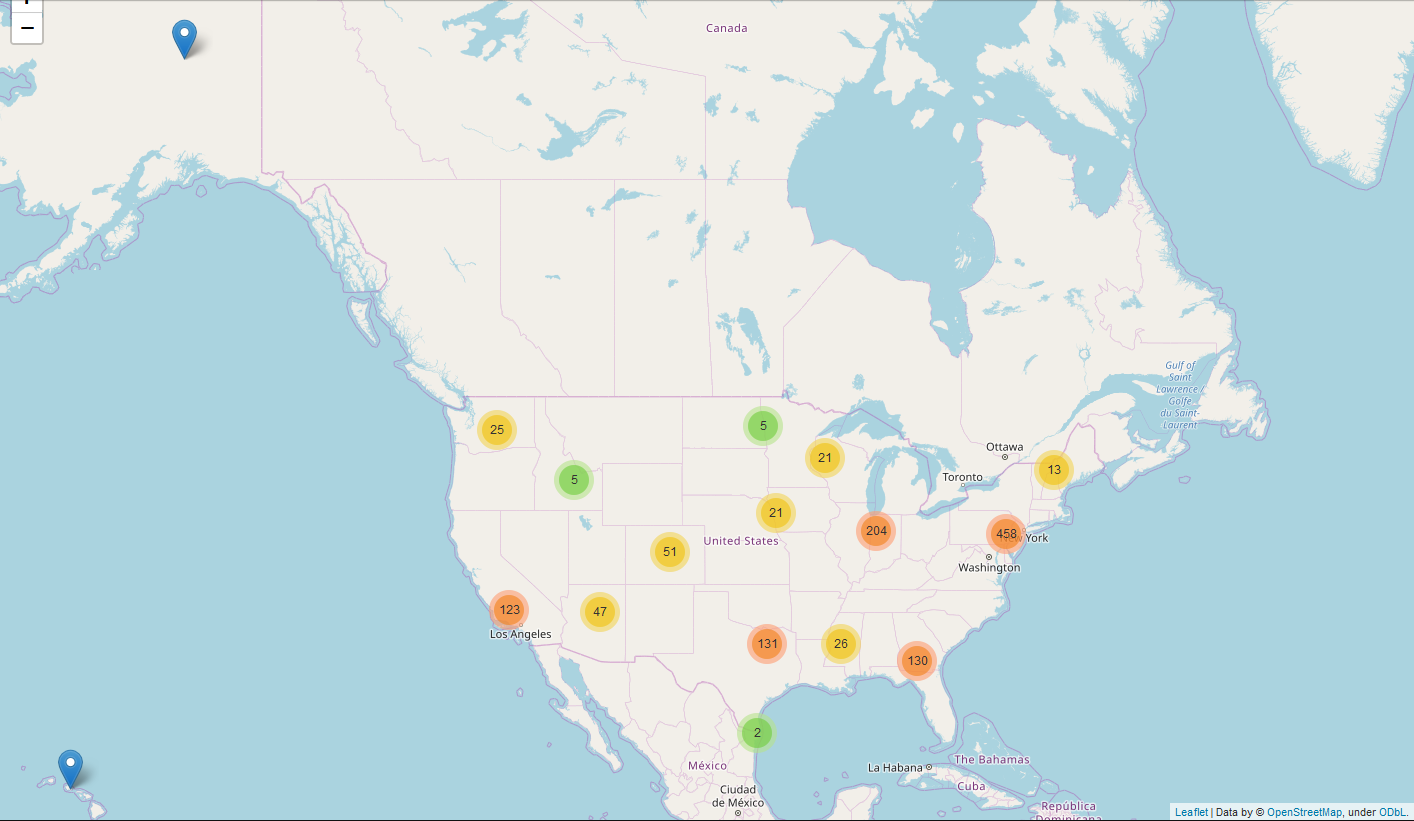 +
−
Canada
Gulf of
Saint
Lawrence /
Golfe
du Saint-
Laurent
25
5
21
Ottawa
13
Toronto
5
21
204
458
York
United States
51
Washington
123
47
Los Angeles
131
26
130
2
México
La Habana
The Bahamas
Cuba
Ciudad
de México
República
Dominicana
Leaflet | Data by © OpenStreetMap, under ODbL.